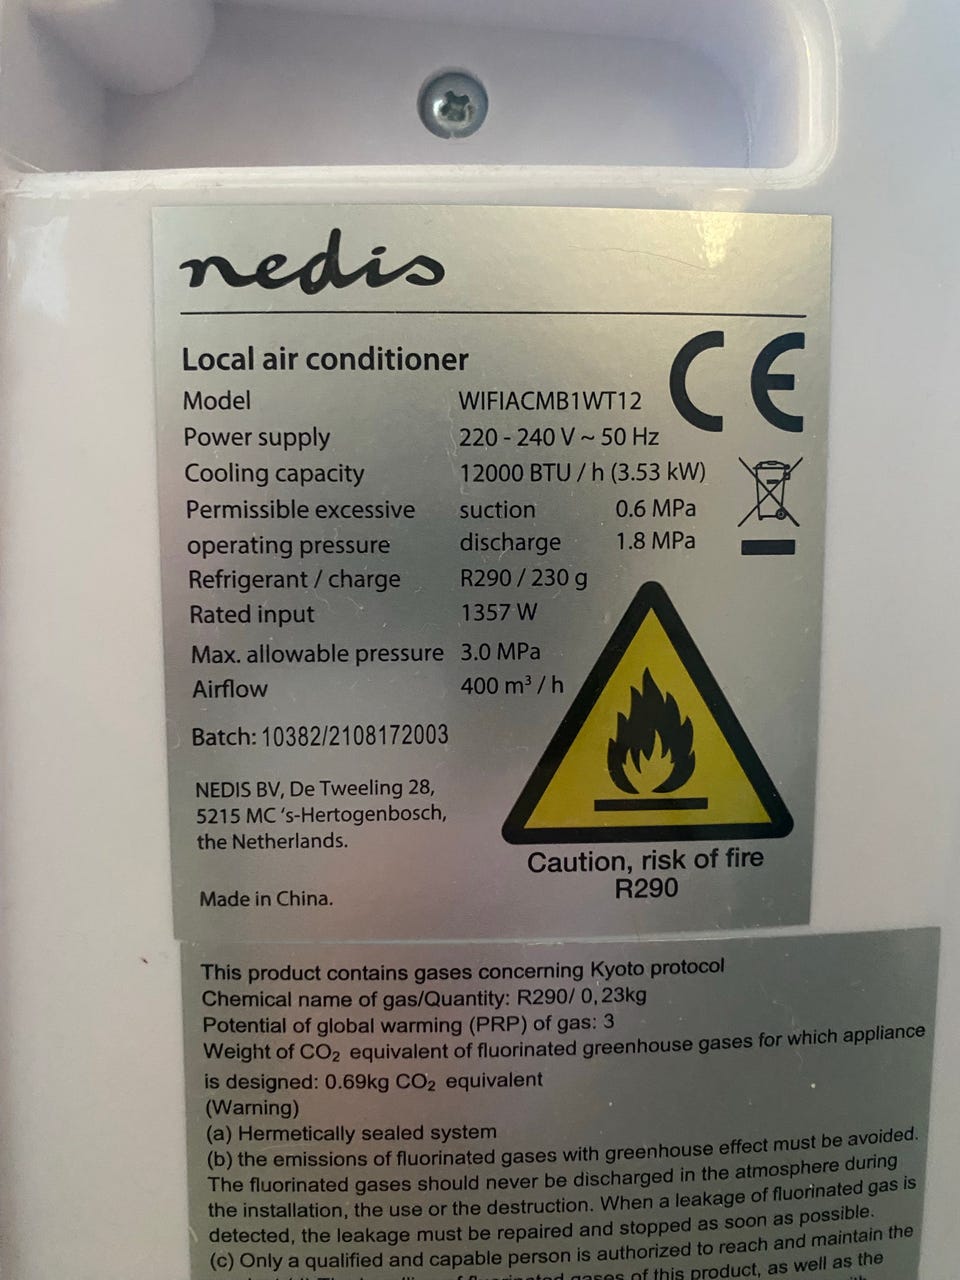 nedis
Local air conditioner
Model WIFIACMB1WT12
CE
Power supply 220 - 240 V ~ 50 Hz
Cooling capacity 12000 BTU / h (3.53 kW)
Permissible excessive suction 0.6 MPa
operating pressure discharge 1.8 MPa
Refrigerant / charge R290 / 230 g
Rated input 1357 W
Max. allowable pressure 3.0 MPa
Airflow 400 m³ / h
Batch: 10382/2108172003
NEDIS BV, De Tweeling 28,
5215 MC 's-Hertogenbosch,
the Netherlands.
Made in China.
Caution, risk of fire
R290
This product contains gases concerning Kyoto protocol
Chemical name of gas/Quantity: R290/ 0,23kg
Potential of global warming (PRP) of gas: 3
Weight of CO₂ equivalent of fluorinated greenhouse gases for which appliance
is designed: 0.69kg CO₂ equivalent
(Warning)
(a) Hermetically sealed system
(b) the emissions of fluorinated gases with greenhouse effect must be avoided.
The fluorinated gases should never be discharged in the atmosphere during
the installation, the use or the destruction. When a leakage of fluorinated gas is
detected, the leakage must be repaired and stopped as soon as possible.
(c) Only a qualified and capable person is authorized to reach and maintain the
gases of this product, as well as the